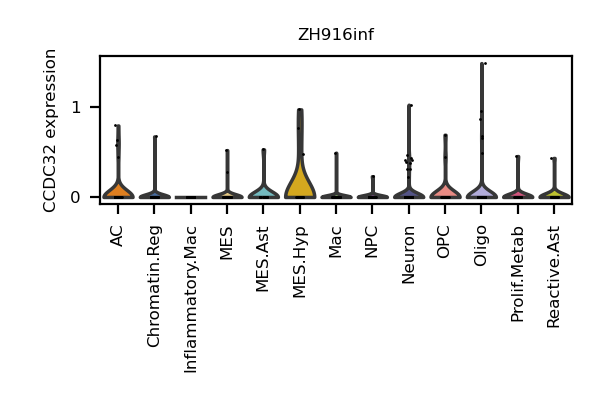 ZH916inf
CCDC32 expression
1
0
AC
Chromatin.Reg
Inflammatory.Mac
MES
MES.Ast
MES.Hyp
Mac
NPC
Neuron
OPC
Oligo
Prolif.Metab
Reactive.Ast